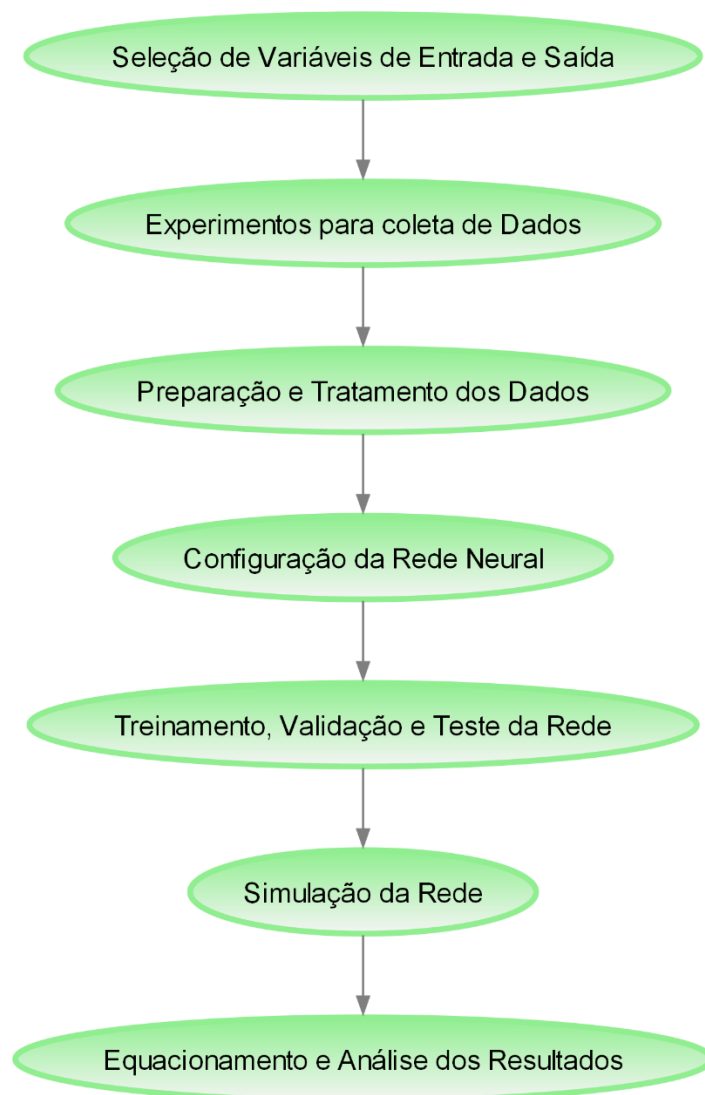 Seleção de Variáveis de Entrada e Saída
Experimentos para coleta de Dados
Preparação e Tratamento dos Dados
Configuração da Rede Neural
Treinamento, Validação e Teste da Rede
Simulação da Rede
Equacionamento e Análise dos Resultados